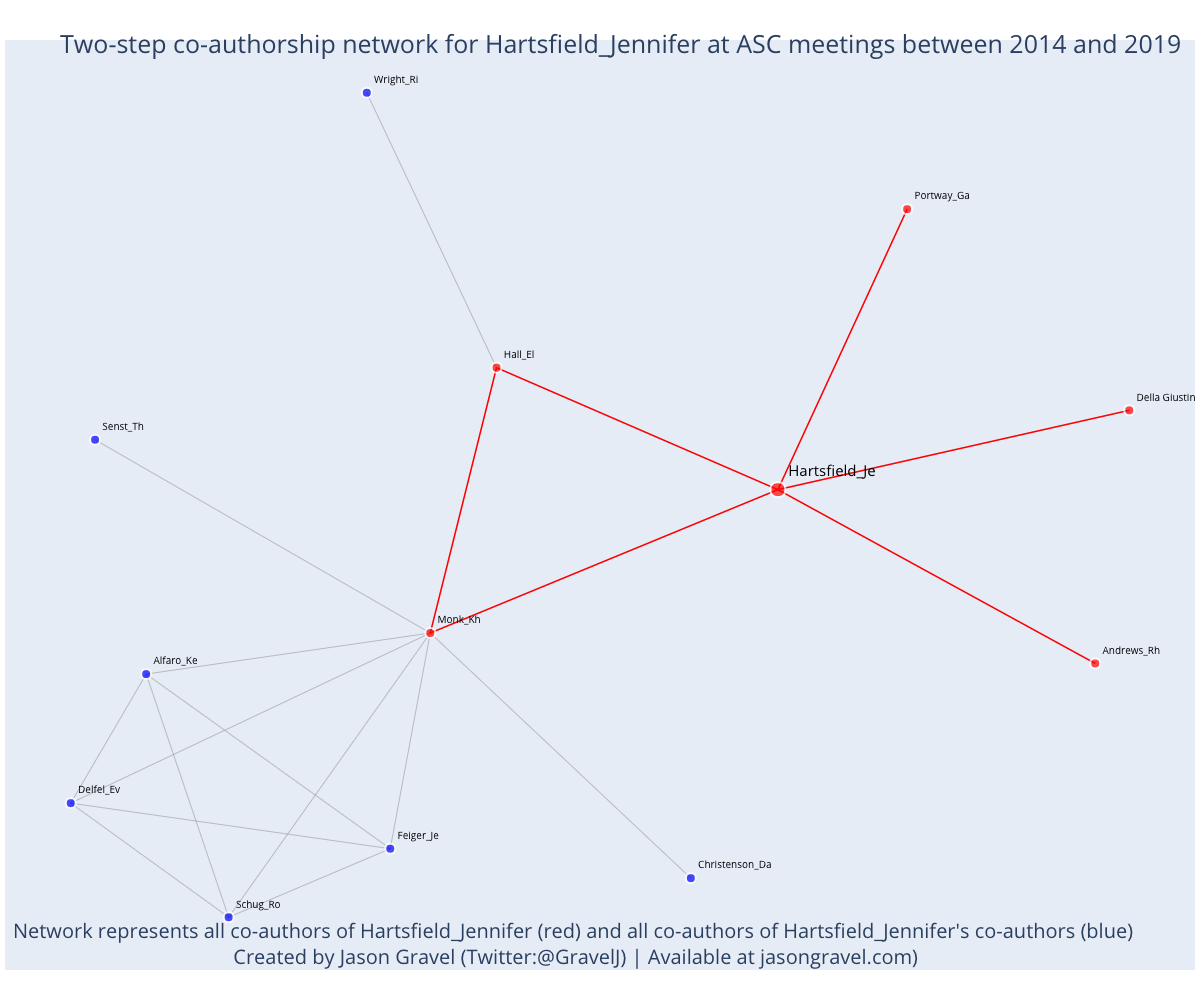 Two-step co-authorship network for Hartsfield_Jennifer at ASC meetings between 2014 and 2019
Wright_Ri
Portway_Ga
Hall_El
Della Giustin
Senst_Th
Hartsfield_Je
Monk_Kh
Andrews_Rh
Alfaro_Ke
Delfel_Ev
Feiger_Je
Christenson_Da
Schug_Ro
Network represents all co-authors of Hartsfield_Jennifer (red) and all co-authors of Hartsfield_Jennifer's co-authors (blue)
Created by Jason Gravel (Twitter:@GravelJ) | Available at jasongravel.com)